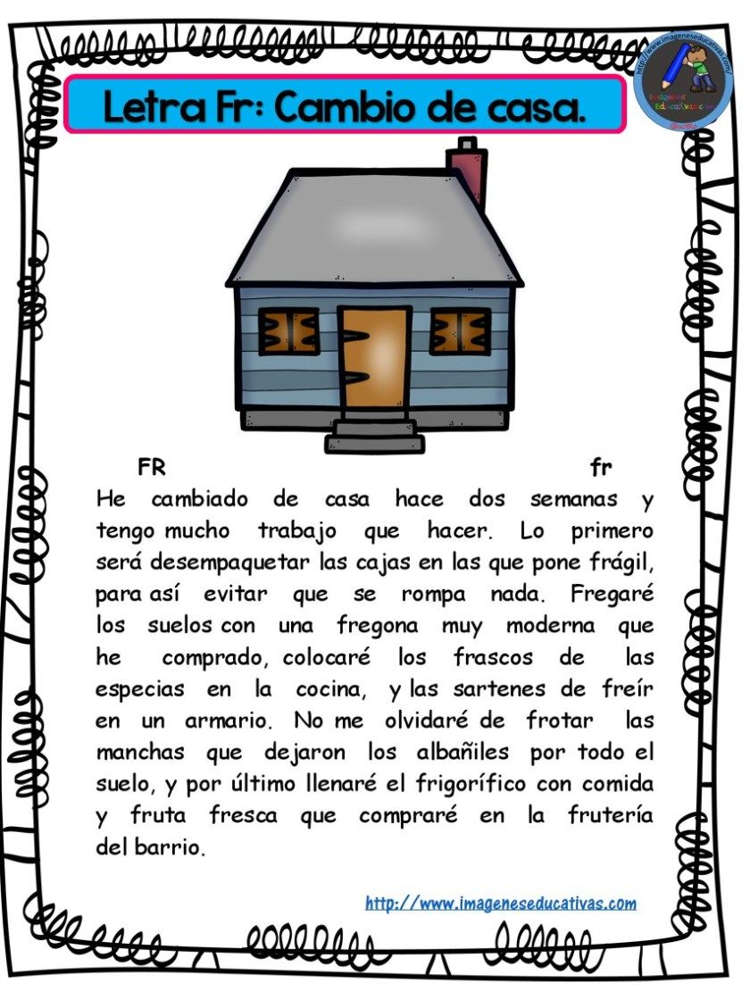 http://www.imageneseducativas.com/
Imágenes
Educativas.com
Letra Fr: Cambio de casa.
FR fr
He cambiado de casa hace dos semanas y
tengo mucho trabajo que hacer. Lo primero
será desempaquetar las cajas en las que pone frágil,
para así evitar que se rompa nada. Fregaré
los suelos con una fregona muy moderna que
he comprado, colocaré los frascos de las
especias en la cocina, y las sartenes de freír
en un armario. No me olvidaré de frotar las
manchas que dejaron los albañiles por todo el
suelo, y por último llenaré el frigorífico con comida
y fruta fresca que compraré en la frutería
del barrio.
http://www.imageneseducativas.com